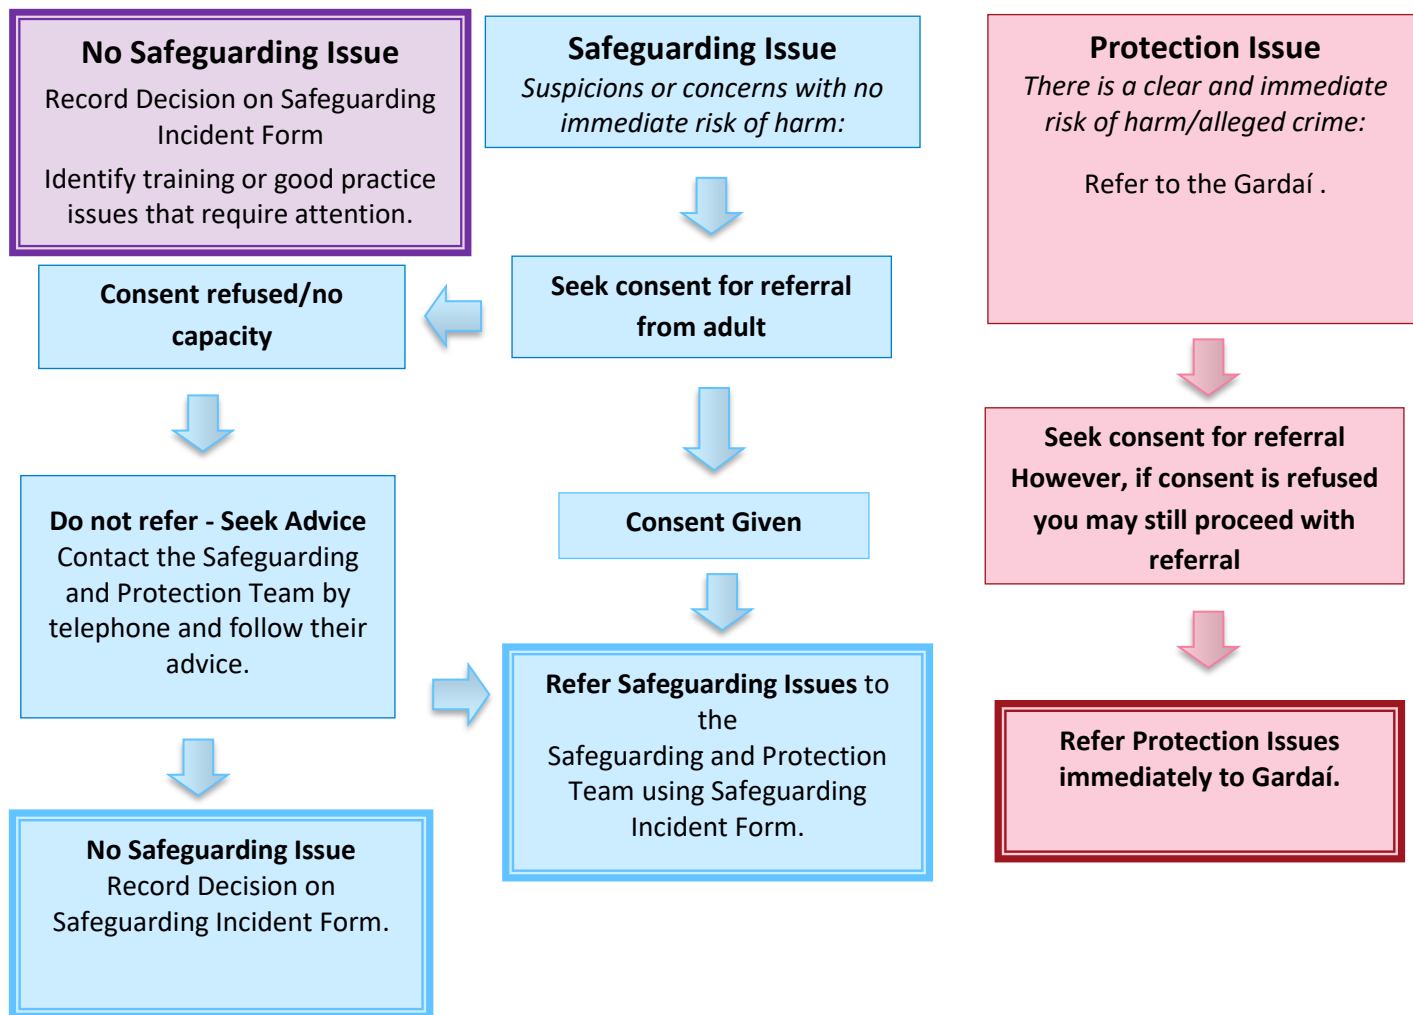 No Safeguarding Issue
Record Decision on Safeguarding
Incident Form
Identify training or good practice
issues that require attention.
Safeguarding Issue
Suspicions or concerns with no
immediate risk of harm:
Protection Issue
There is a clear and immediate
risk of harm/alleged crime:
Refer to the Gardaí .
Consent refused/no
capacity
Seek consent for referral
from adult
Do not refer - Seek Advice
Contact the Safeguarding
and Protection Team by
telephone and follow their
advice.
Consent Given
Seek consent for referral
However, if consent is refused
you may still proceed with
referral
Refer Safeguarding Issues to
the
Safeguarding and Protection
Team using Safeguarding
Incident Form.
Refer Protection Issues
immediately to Gardaí.
No Safeguarding Issue
Record Decision on
Safeguarding Incident Form.